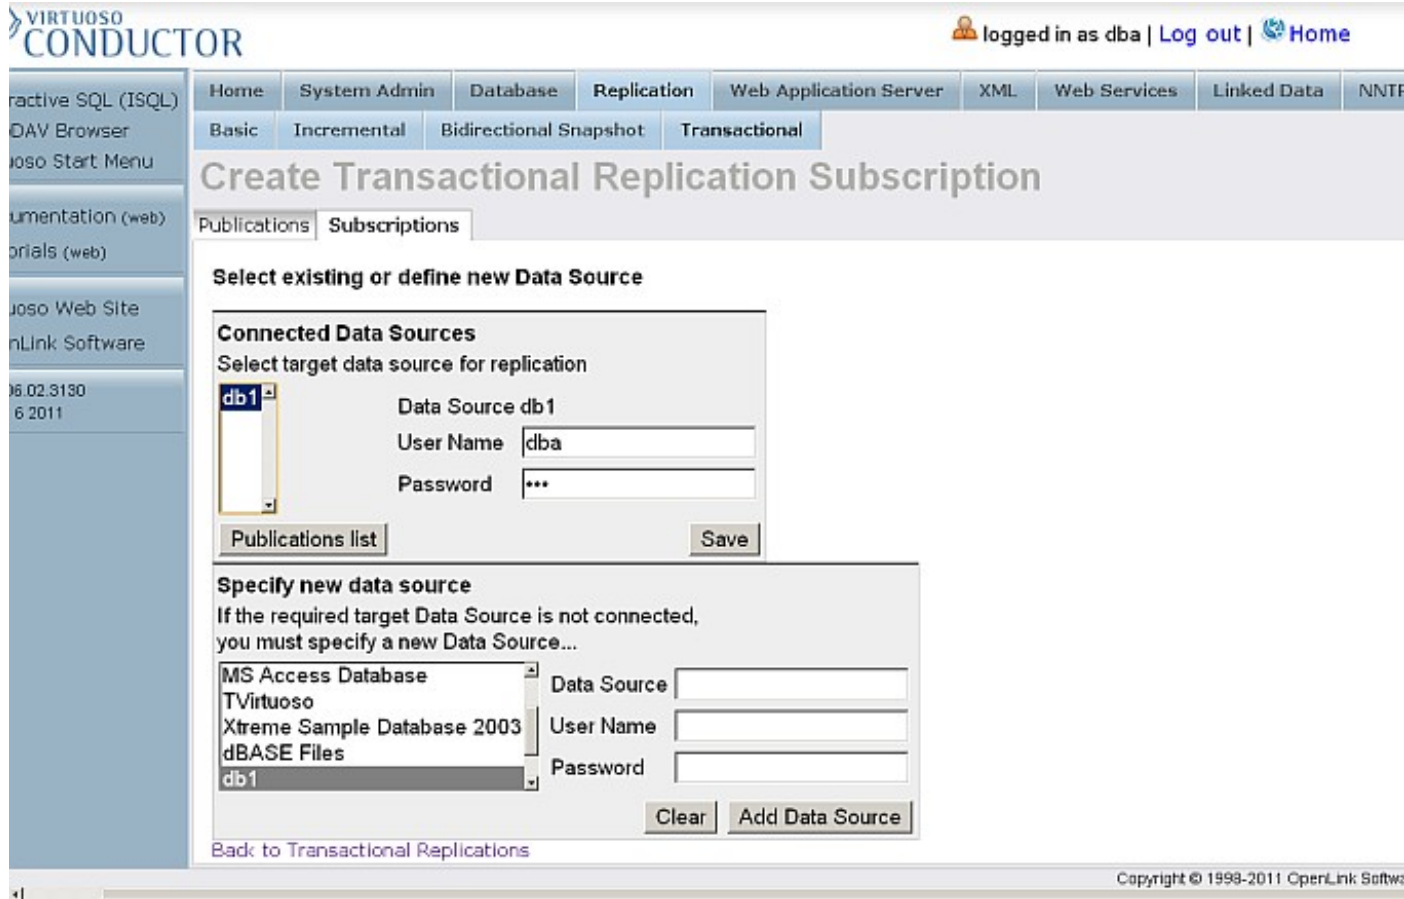 VIRTUOSO
CONDUCTOR
logged in as dba | Log out | Home
ractive SQL (ISQL)
DAV Browser
uoso Start Menu
umentation (web)
orials (web)
uoso Web Site
nLink Software
06.02.3130
6 2011
Home System Admin Database Replication Web Application Server XML Web Services Linked Data NNTP
Basic Incremental Bidirectional Snapshot Transactional
Create Transactional Replication Subscription
Publications Subscriptions
Select existing or define new Data Source
Connected Data Sources
Select target data source for replication
db1
Data Source db1
User Name dba
Password •••
Publications list Save
Specify new data source
If the required target Data Source is not connected,
you must specify a new Data Source...
MS Access Database
TVirtuoso
Xtreme Sample Database 2003
dBASE Files
db1
Data Source
User Name
Password
Clear Add Data Source
Back to Transactional Replications
Copyright © 1998-2011 OpenLink Softwa